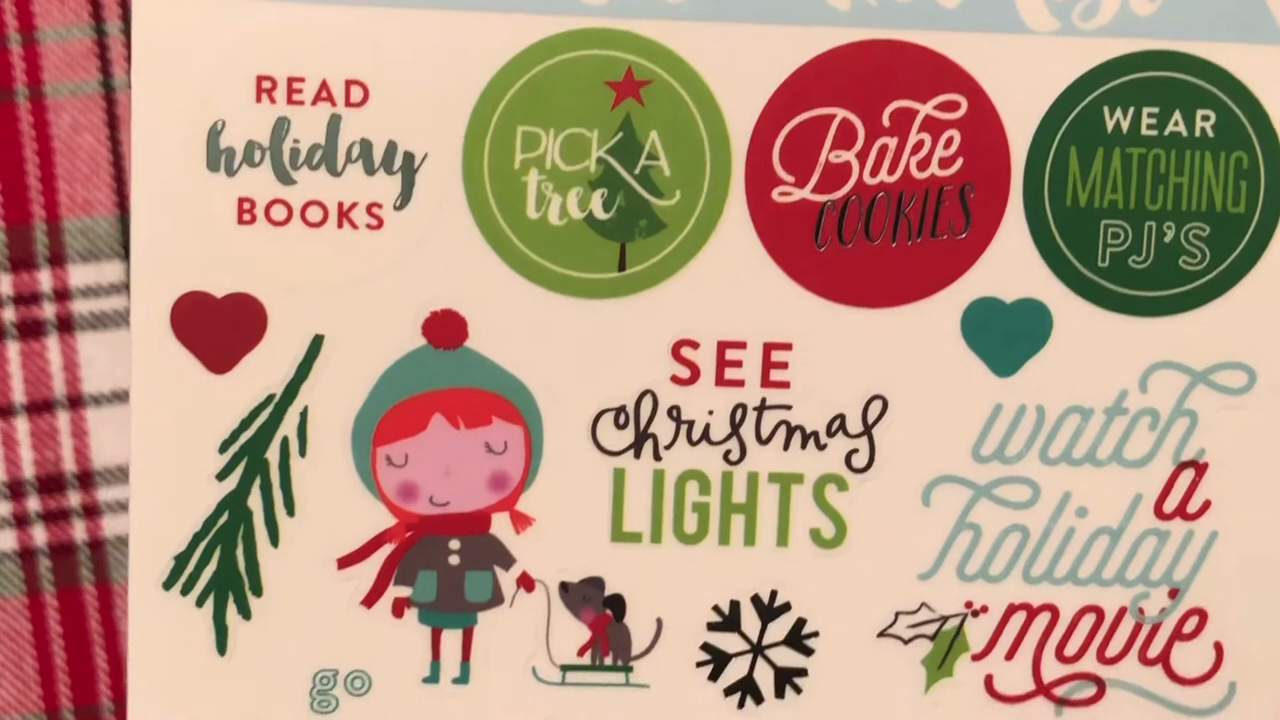 READ
holiday
BOOKS
PICK A
tree
Bake
COOKIES
WEAR
MATCHING
PJ'S
SEE
Christmas
LIGHTS
watch
a
holiday
movie
go